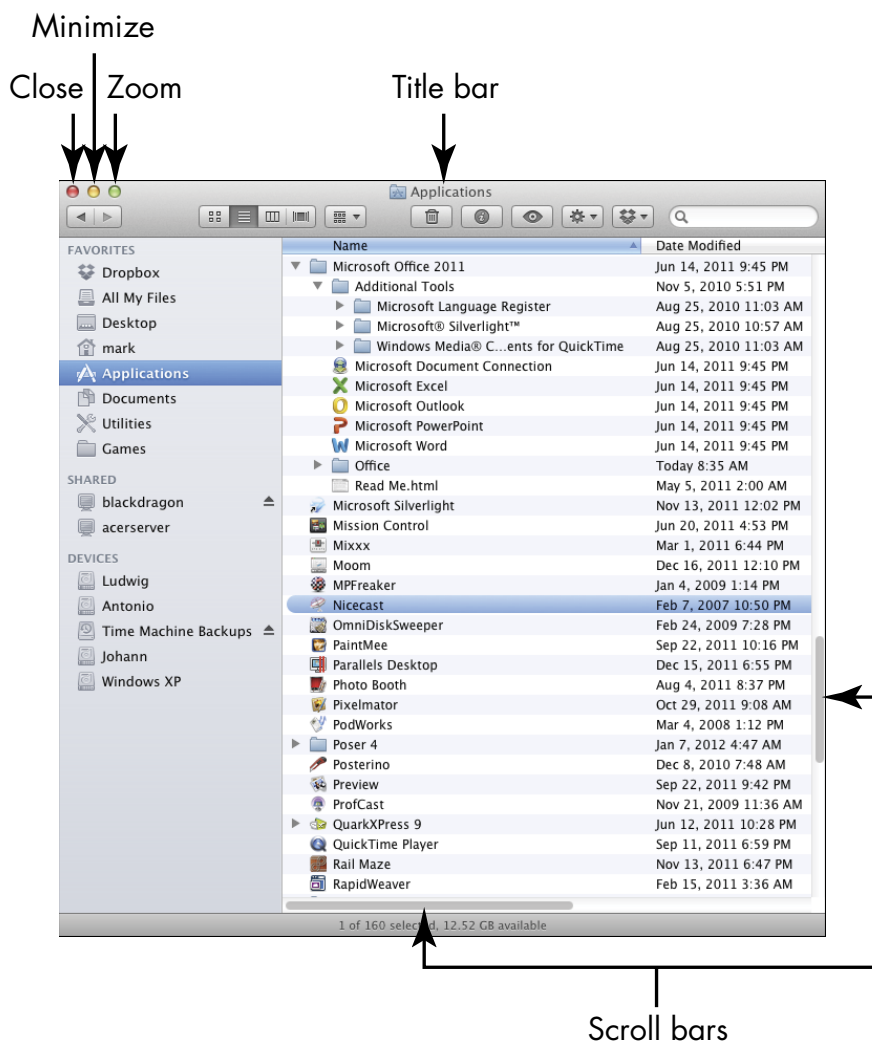 Minimize
Close Zoom Title bar
Applications
FAVORITES
Dropbox
All My Files
Desktop
mark
Applications
Documents
Utilities
Games
SHARED
blackdragon
acerserver
DEVICES
Ludwig
Antonio
Time Machine Backups
Johann
Windows XP
Name Date Modified
Microsoft Office 2011 Jun 14, 2011 9:45 PM
Additional Tools Nov 5, 2010 5:51 PM
Microsoft Language Register Aug 25, 2010 11:03 AM
Microsoft® Silverlight™ Aug 25, 2010 10:57 AM
Windows Media® C...ents for QuickTime Aug 25, 2010 11:03 AM
Microsoft Document Connection Jun 14, 2011 9:45 PM
Microsoft Excel Jun 14, 2011 9:45 PM
Microsoft Outlook Jun 14, 2011 9:45 PM
Microsoft PowerPoint Jun 14, 2011 9:45 PM
Microsoft Word Jun 14, 2011 9:45 PM
Office Today 8:35 AM
Read Me.html May 5, 2011 2:00 AM
Microsoft Silverlight Nov 13, 2011 12:02 PM
Mission Control Jun 20, 2011 4:53 PM
Mixxx Mar 1, 2011 6:44 PM
Moom Dec 16, 2011 12:10 PM
MPFreaker Jan 4, 2009 1:14 PM
Nicecast Feb 7, 2007 10:50 PM
OmniDiskSweeper Feb 24, 2009 7:28 PM
PaintMee Sep 22, 2011 10:16 PM
Parallels Desktop Dec 15, 2011 6:55 PM
Photo Booth Aug 4, 2011 8:37 PM
Pixelmator Oct 29, 2011 9:08 AM
PodWorks Mar 4, 2008 1:12 PM
Poser 4 Jan 7, 2012 4:47 AM
Posterino Dec 8, 2010 7:48 AM
Preview Sep 22, 2011 9:42 PM
ProfCast Nov 21, 2009 11:36 AM
QuarkXPress 9 Jun 12, 2011 10:28 PM
QuickTime Player Sep 11, 2011 6:59 PM
Rail Maze Nov 13, 2011 6:47 PM
RapidWeaver Feb 15, 2011 3:36 AM
1 of 160 selected, 12.52 GB available
Scroll bars